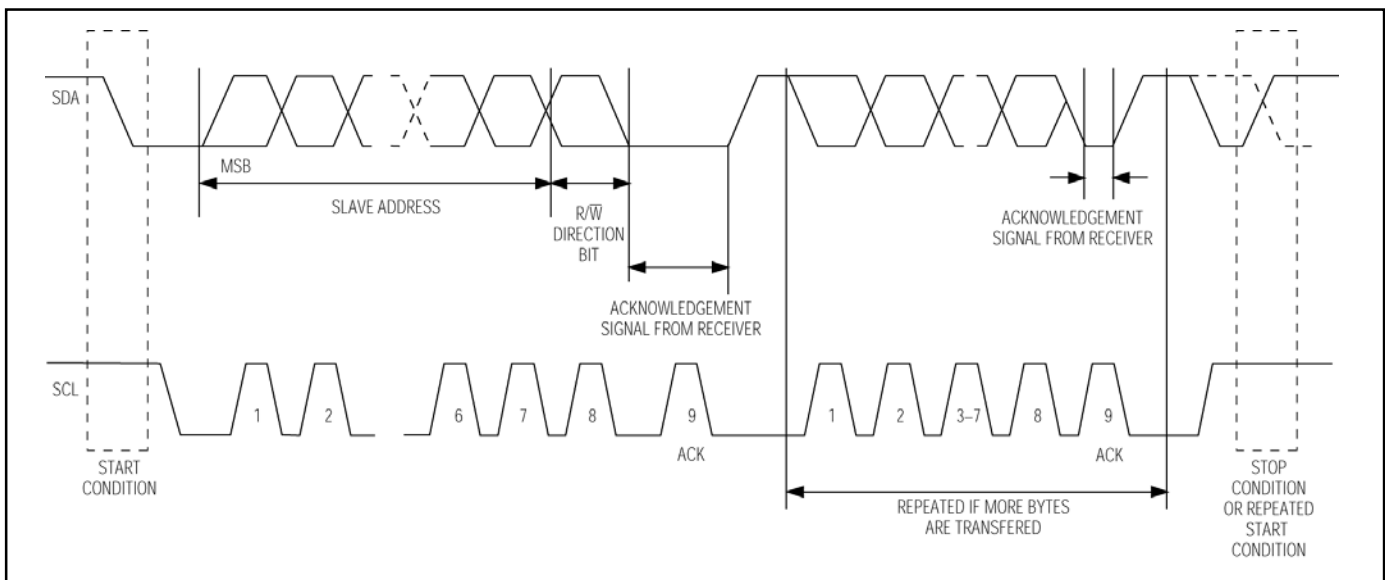 SDA
MSB
SLAVE ADDRESS
R/W̅
DIRECTION
BIT
ACKNOWLEDGEMENT
SIGNAL FROM RECEIVER
ACKNOWLEDGEMENT
SIGNAL FROM RECEIVER
SCL
1 2 6 7 8 9 1 2 3–7 8 9
ACK
ACK
START
CONDITION
REPEATED IF MORE BYTES
ARE TRANSFERED
STOP
CONDITION
OR REPEATED
START
CONDITION